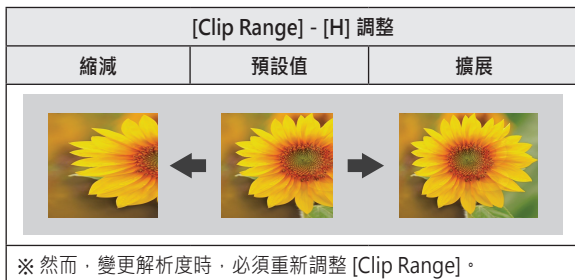 [Clip Range] - [H] 調整
縮減 預設值 擴展
※ 然而，變更解析度時，必須重新調整 [Clip Range]。